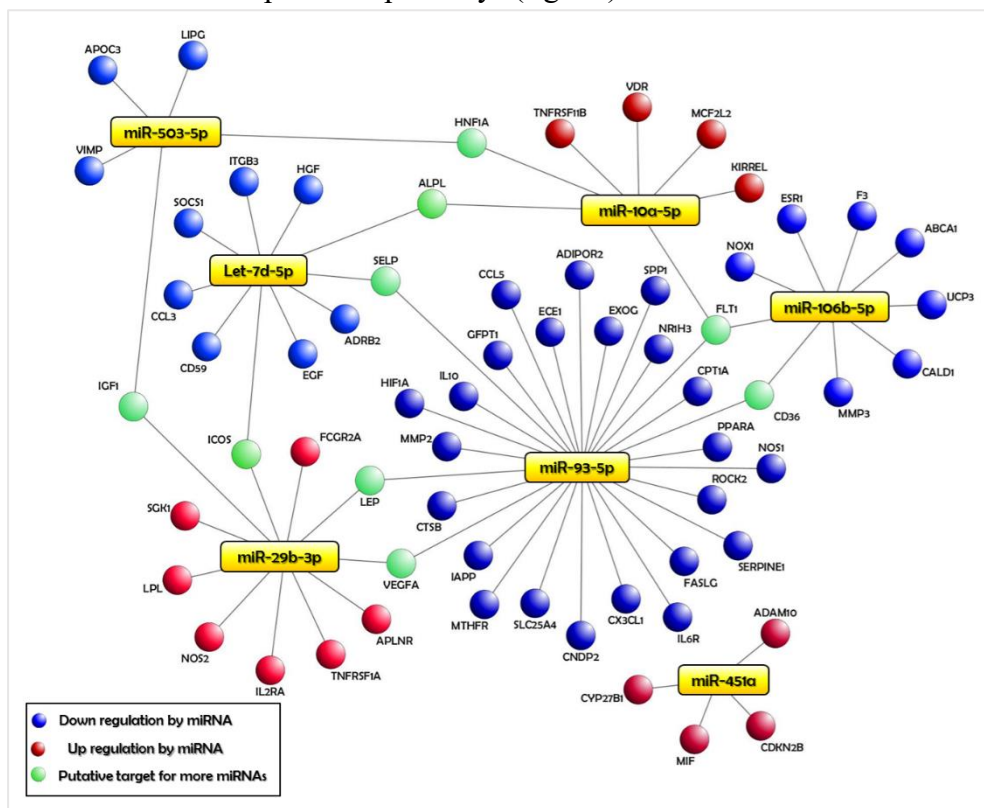 LIPG
APOC3
VDR
TNFRSF11B
MCF2L2
HNF1A
miR-503-5p
VIMP
ITGB3
HGF
ALPL
KIRREL
SOCS1
miR-10a-5p
ESR1
F3
ABCA1
NOX1
SELP
ADIPOR2
CCL5
SPP1
Let-7d-5p
UCP3
miR-106b-5p
FLT1
ECE1
EXOG
CCL3
ADRB2
GFPT1
NR1H3
CD59
EGF
CALD1
CPT1A
IL10
HIF1A
IGF1
CD36
MMP3
FCGR2A
ICOS
MMP2
PPARA
NOS1
miR-93-5p
ROCK2
LEP
SGK1
CTSB
miR-29b-3p
SERPINE1
VEGFA
IAPP
FASLG
LPL
MTHFR
SLC25A4
CX3CL1
IL6R
APLNR
CNDP2
ADAM10
NOS2
TNFRSF1A
IL2RA
miR-451a
CYP27B1
CDKN2B
MIF
Down regulation by miRNA
Up regulation by miRNA
Putative target for more miRNAs